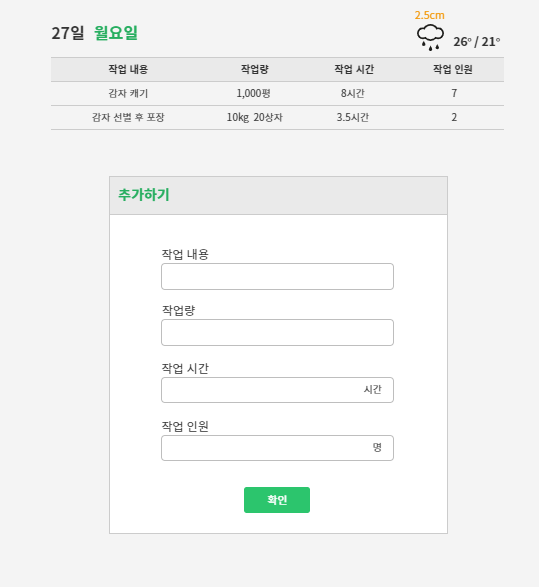 2.5cm
27일 월요일
26° / 21°
작업 내용 작업량 작업 시간 작업 인원
감자 캐기 1,000평 8시간 7
감자 선별 후 포장 10kg 20상자 3.5시간 2
추가하기
작업 내용
작업량
작업 시간
시간
작업 인원
명
확인